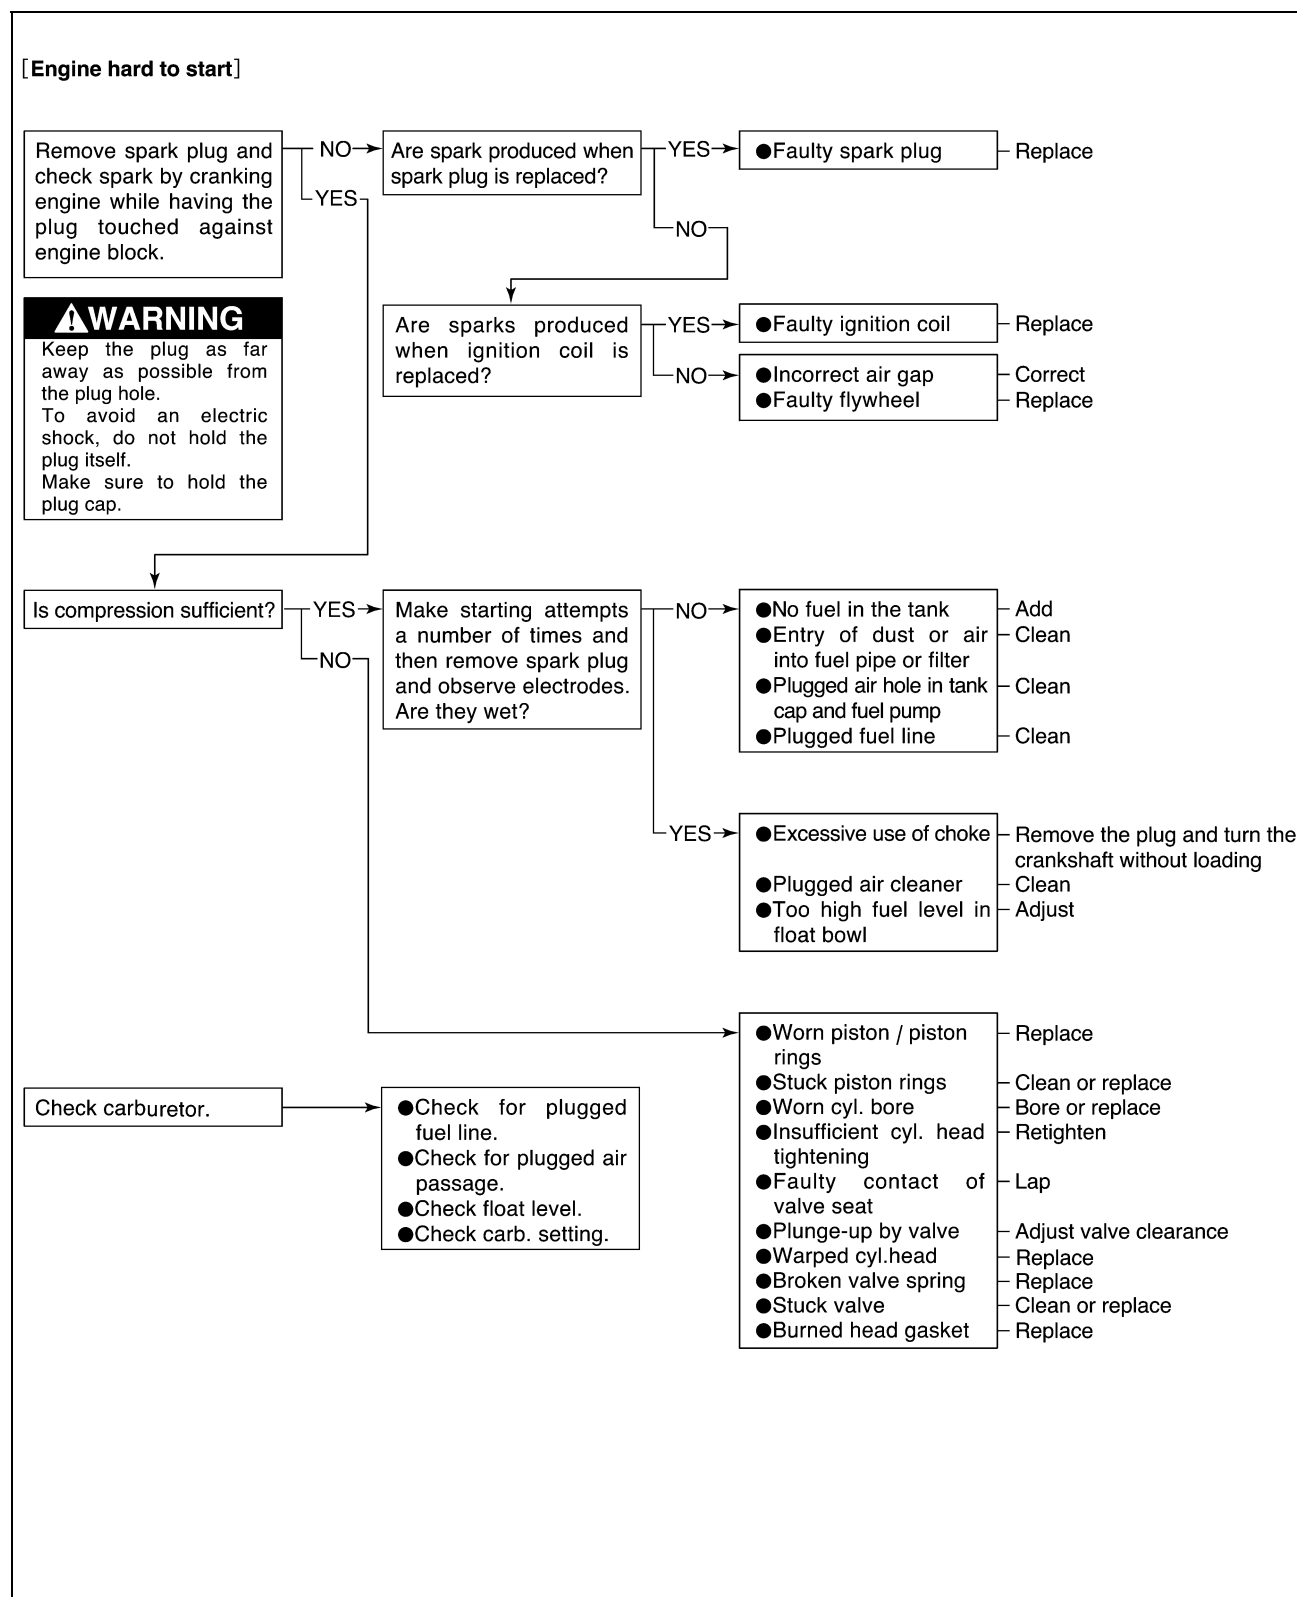 [Engine hard to start]
Remove spark plug and
check spark by cranking
engine while having the
plug touched against
engine block.
NO
YES
Are spark produced when
spark plug is replaced?
YES
NO
●Faulty spark plug
Replace
⚠WARNING
Keep the plug as far
away as possible from
the plug hole.
To avoid an electric
shock, do not hold the
plug itself.
Make sure to hold the
plug cap.
Are sparks produced
when ignition coil is
replaced?
YES
NO
●Faulty ignition coil
Replace
●Incorrect air gap
Correct
●Faulty flywheel
Replace
Is compression sufficient?
YES
NO
Make starting attempts
a number of times and
then remove spark plug
and observe electrodes.
Are they wet?
NO
YES
●No fuel in the tank
Add
●Entry of dust or air
into fuel pipe or filter
Clean
●Plugged air hole in tank
cap and fuel pump
Clean
●Plugged fuel line
Clean
●Excessive use of choke
Remove the plug and turn the
crankshaft without loading
●Plugged air cleaner
Clean
●Too high fuel level in
float bowl
Adjust
●Worn piston / piston
rings
Replace
●Stuck piston rings
Clean or replace
●Worn cyl. bore
Bore or replace
●Insufficient cyl. head
tightening
Retighten
●Faulty contact of
valve seat
Lap
●Plunge-up by valve
Adjust valve clearance
●Warped cyl.head
Replace
●Broken valve spring
Replace
●Stuck valve
Clean or replace
●Burned head gasket
Replace
Check carburetor.
●Check for plugged
fuel line.
●Check for plugged air
passage.
●Check float level.
●Check carb. setting.